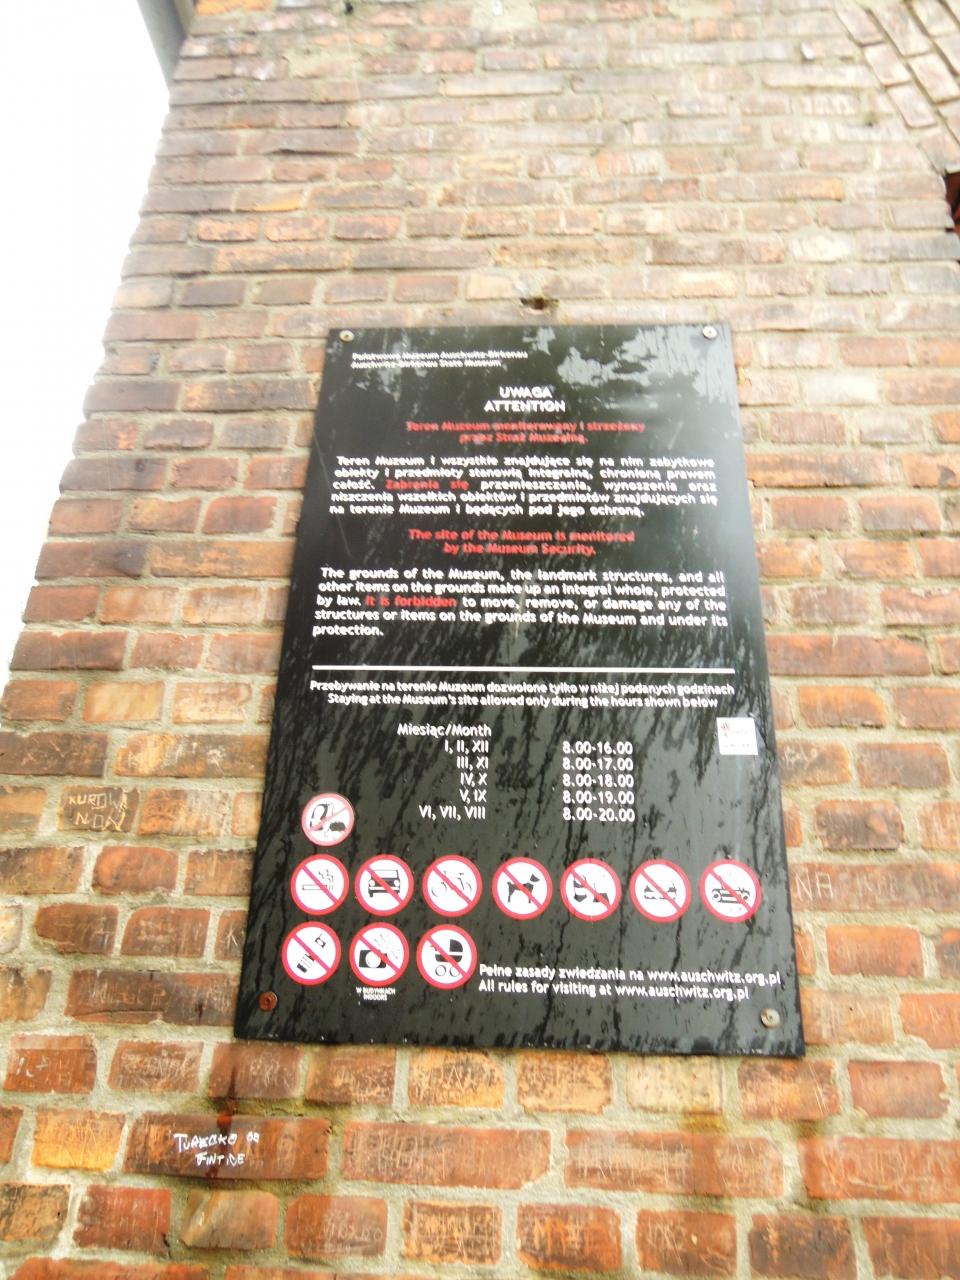 Państwowe Muzeum Auschwitz-Birkenau
Auschwitz-Birkenau State Museum
UWAGA
ATTENTION
Teren Muzeum monitorowany i strzeżony
przez Straż Muzealną.
Teren Muzeum i wszystkie znajdujące się na nim zabytkowe
obiekty i przedmioty stanowią integralną, chronioną prawem
całość. Zabrania się przemieszczania, wynoszenia oraz
niszczenia wszelkich obiektów i przedmiotów znajdujących się
na terenie Muzeum i będących pod jego ochroną.
The site of the Museum is monitored
by the Museum Security.
The grounds of the Museum, the landmark structures, and all
other items on the grounds make up an integral whole, protected
by law. It is forbidden to move, remove, or damage any of the
structures or items on the grounds of the Museum and under its
protection.
Przebywanie na terenie Muzeum dozwolone tylko w niżej podanych godzinach
Staying at the Museum's site allowed only during the hours shown below
Miesiąc/Month
I, II, XII 8.00-16.00
III, XI 8.00-17.00
IV, X 8.00-18.00
V, IX 8.00-19.00
VI, VII, VIII 8.00-20.00
W BUDYNKACH
INDOORS
Pełne zasady zwiedzania na www.auschwitz.org.pl
All rules for visiting at www.auschwitz.org.pl